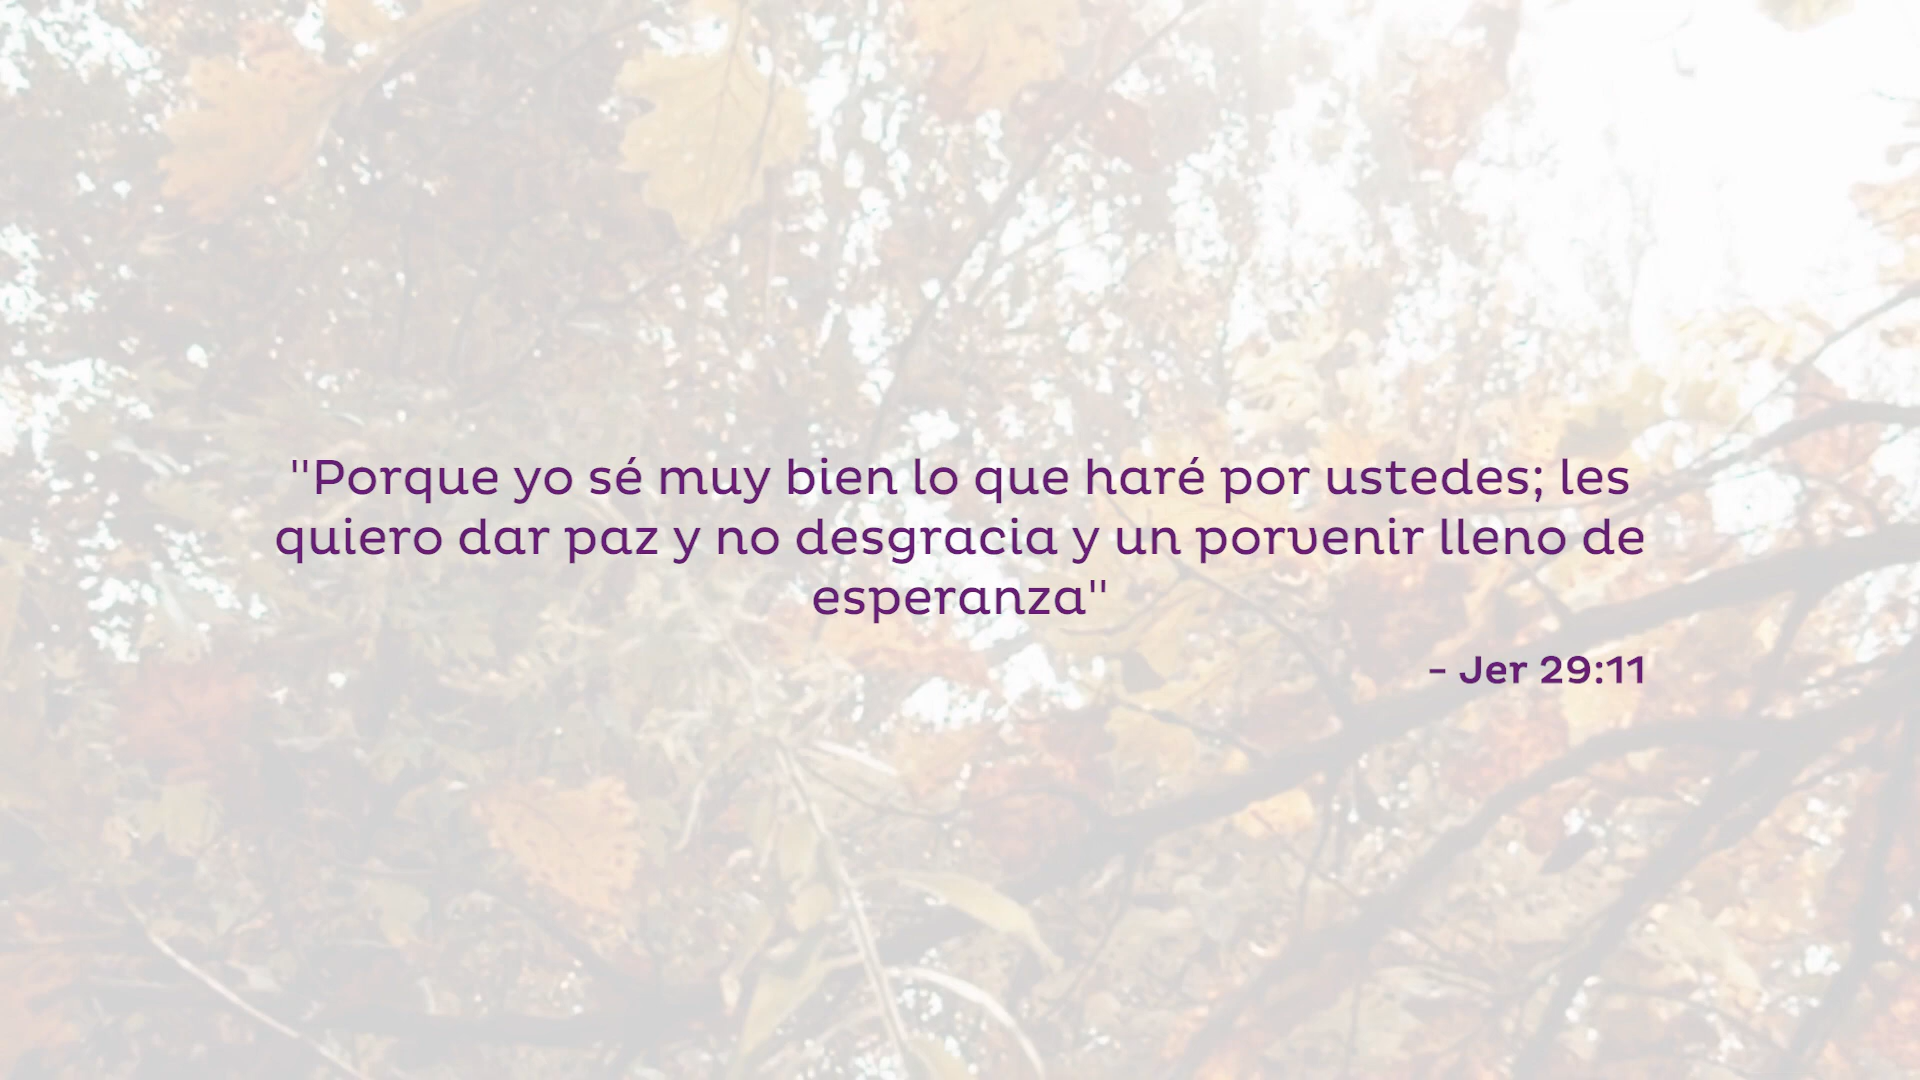 "Porque yo sé muy bien lo que haré por ustedes; les
quiero dar paz y no desgracia y un porvenir lleno de
esperanza"
- Jer 29:11